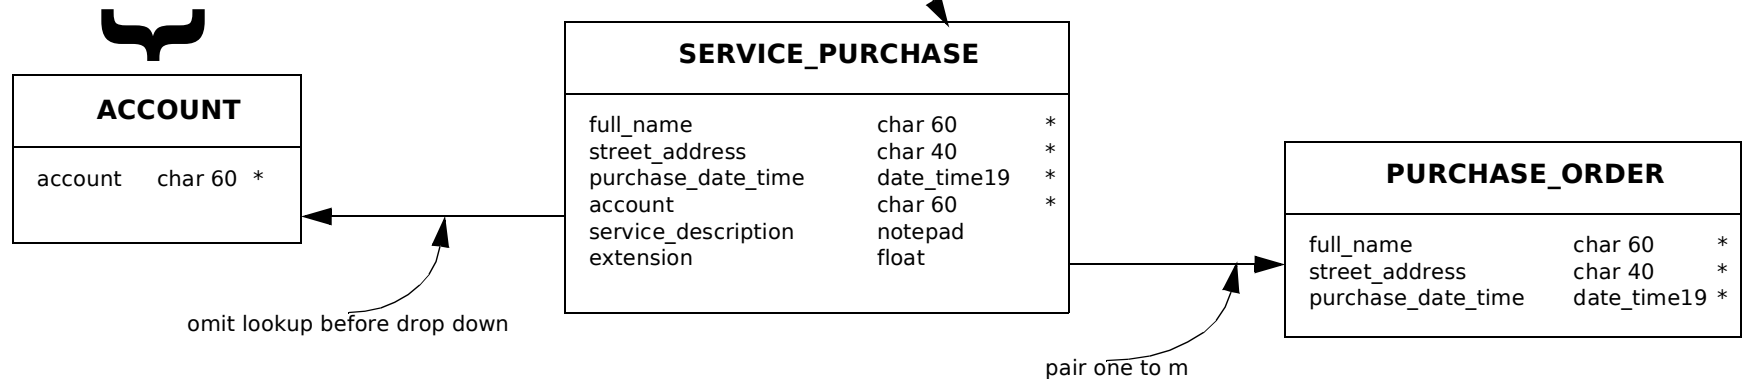 ACCOUNT
account char 60 *
SERVICE_PURCHASE
full_name char 60 *
street_address char 40 *
purchase_date_time date_time19 *
account char 60 *
service_description notepad
extension float
PURCHASE_ORDER
full_name char 60 *
street_address char 40 *
purchase_date_time date_time19 *
omit lookup before drop down
pair one to m